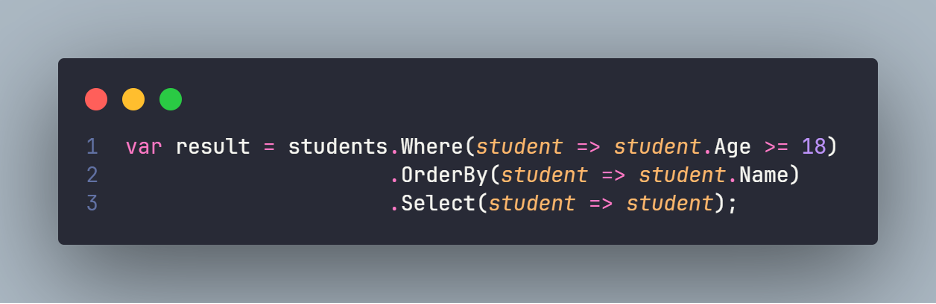 1 var result = students.Where(student => student.Age >= 18)
2                      .OrderBy(student => student.Name)
3                      .Select(student => student);